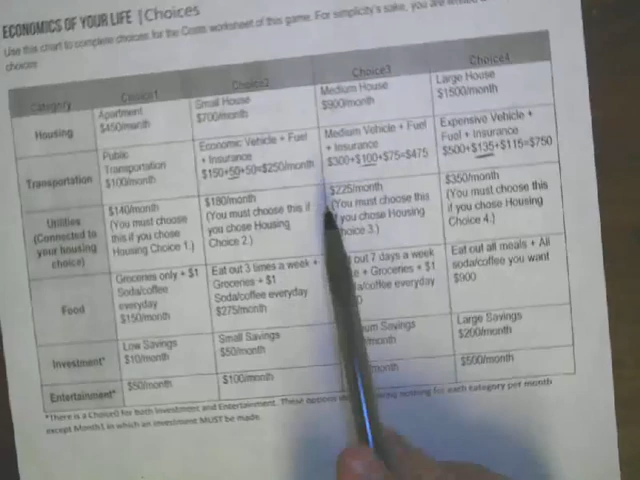 ECONOMICS OF YOUR LIFE | Choices
Use this chart to complete choices for the Costs worksheet of this game. For simplicity's sake, you are
choices
Category Choice1 Choice2 Choice3 Choice4
Housing
Apartment
$450/month
Small House
$700/month
Medium House
$900/month
Large House
$1500/month
Transportation
Public
Transportation
$100/month
Economic Vehicle + Fuel
+ Insurance
$150+50+50=$250/month
Medium Vehicle + Fuel
+ Insurance
$300+$100+$75=$475
Expensive Vehicle +
Fuel + Insurance
$500+$135+$115=$750
Utilities
(Connected to
your housing
choice)
$140/month
(You must choose
this if you chose
Housing Choice 1.)
$180/month
(You must choose this if
you chose Housing
Choice 2.)
$225/month
(You must choose this
if you chose Housing
Choice 3.)
$350/month
(You must choose this
if you chose Housing
Choice 4.)
Food
Groceries only + $1
Soda/coffee
everyday
$150/month
Eat out 3 times a week +
Groceries + $1
Soda/coffee everyday
$275/month
out 7 days a week
+ Groceries + $1
everyday
Eat out all meals + All
soda/coffee you want
$900
Investment*
Low Savings
$10/month
Small Savings
$50/month
Savings
/month
Large Savings
$200/month
Entertainment*
$50/month
$100/month
month
$500/month
*There is a Choice0 for both Investment and Entertainment. These options nothing for each category per month
except Month1 in which an investment MUST be made.